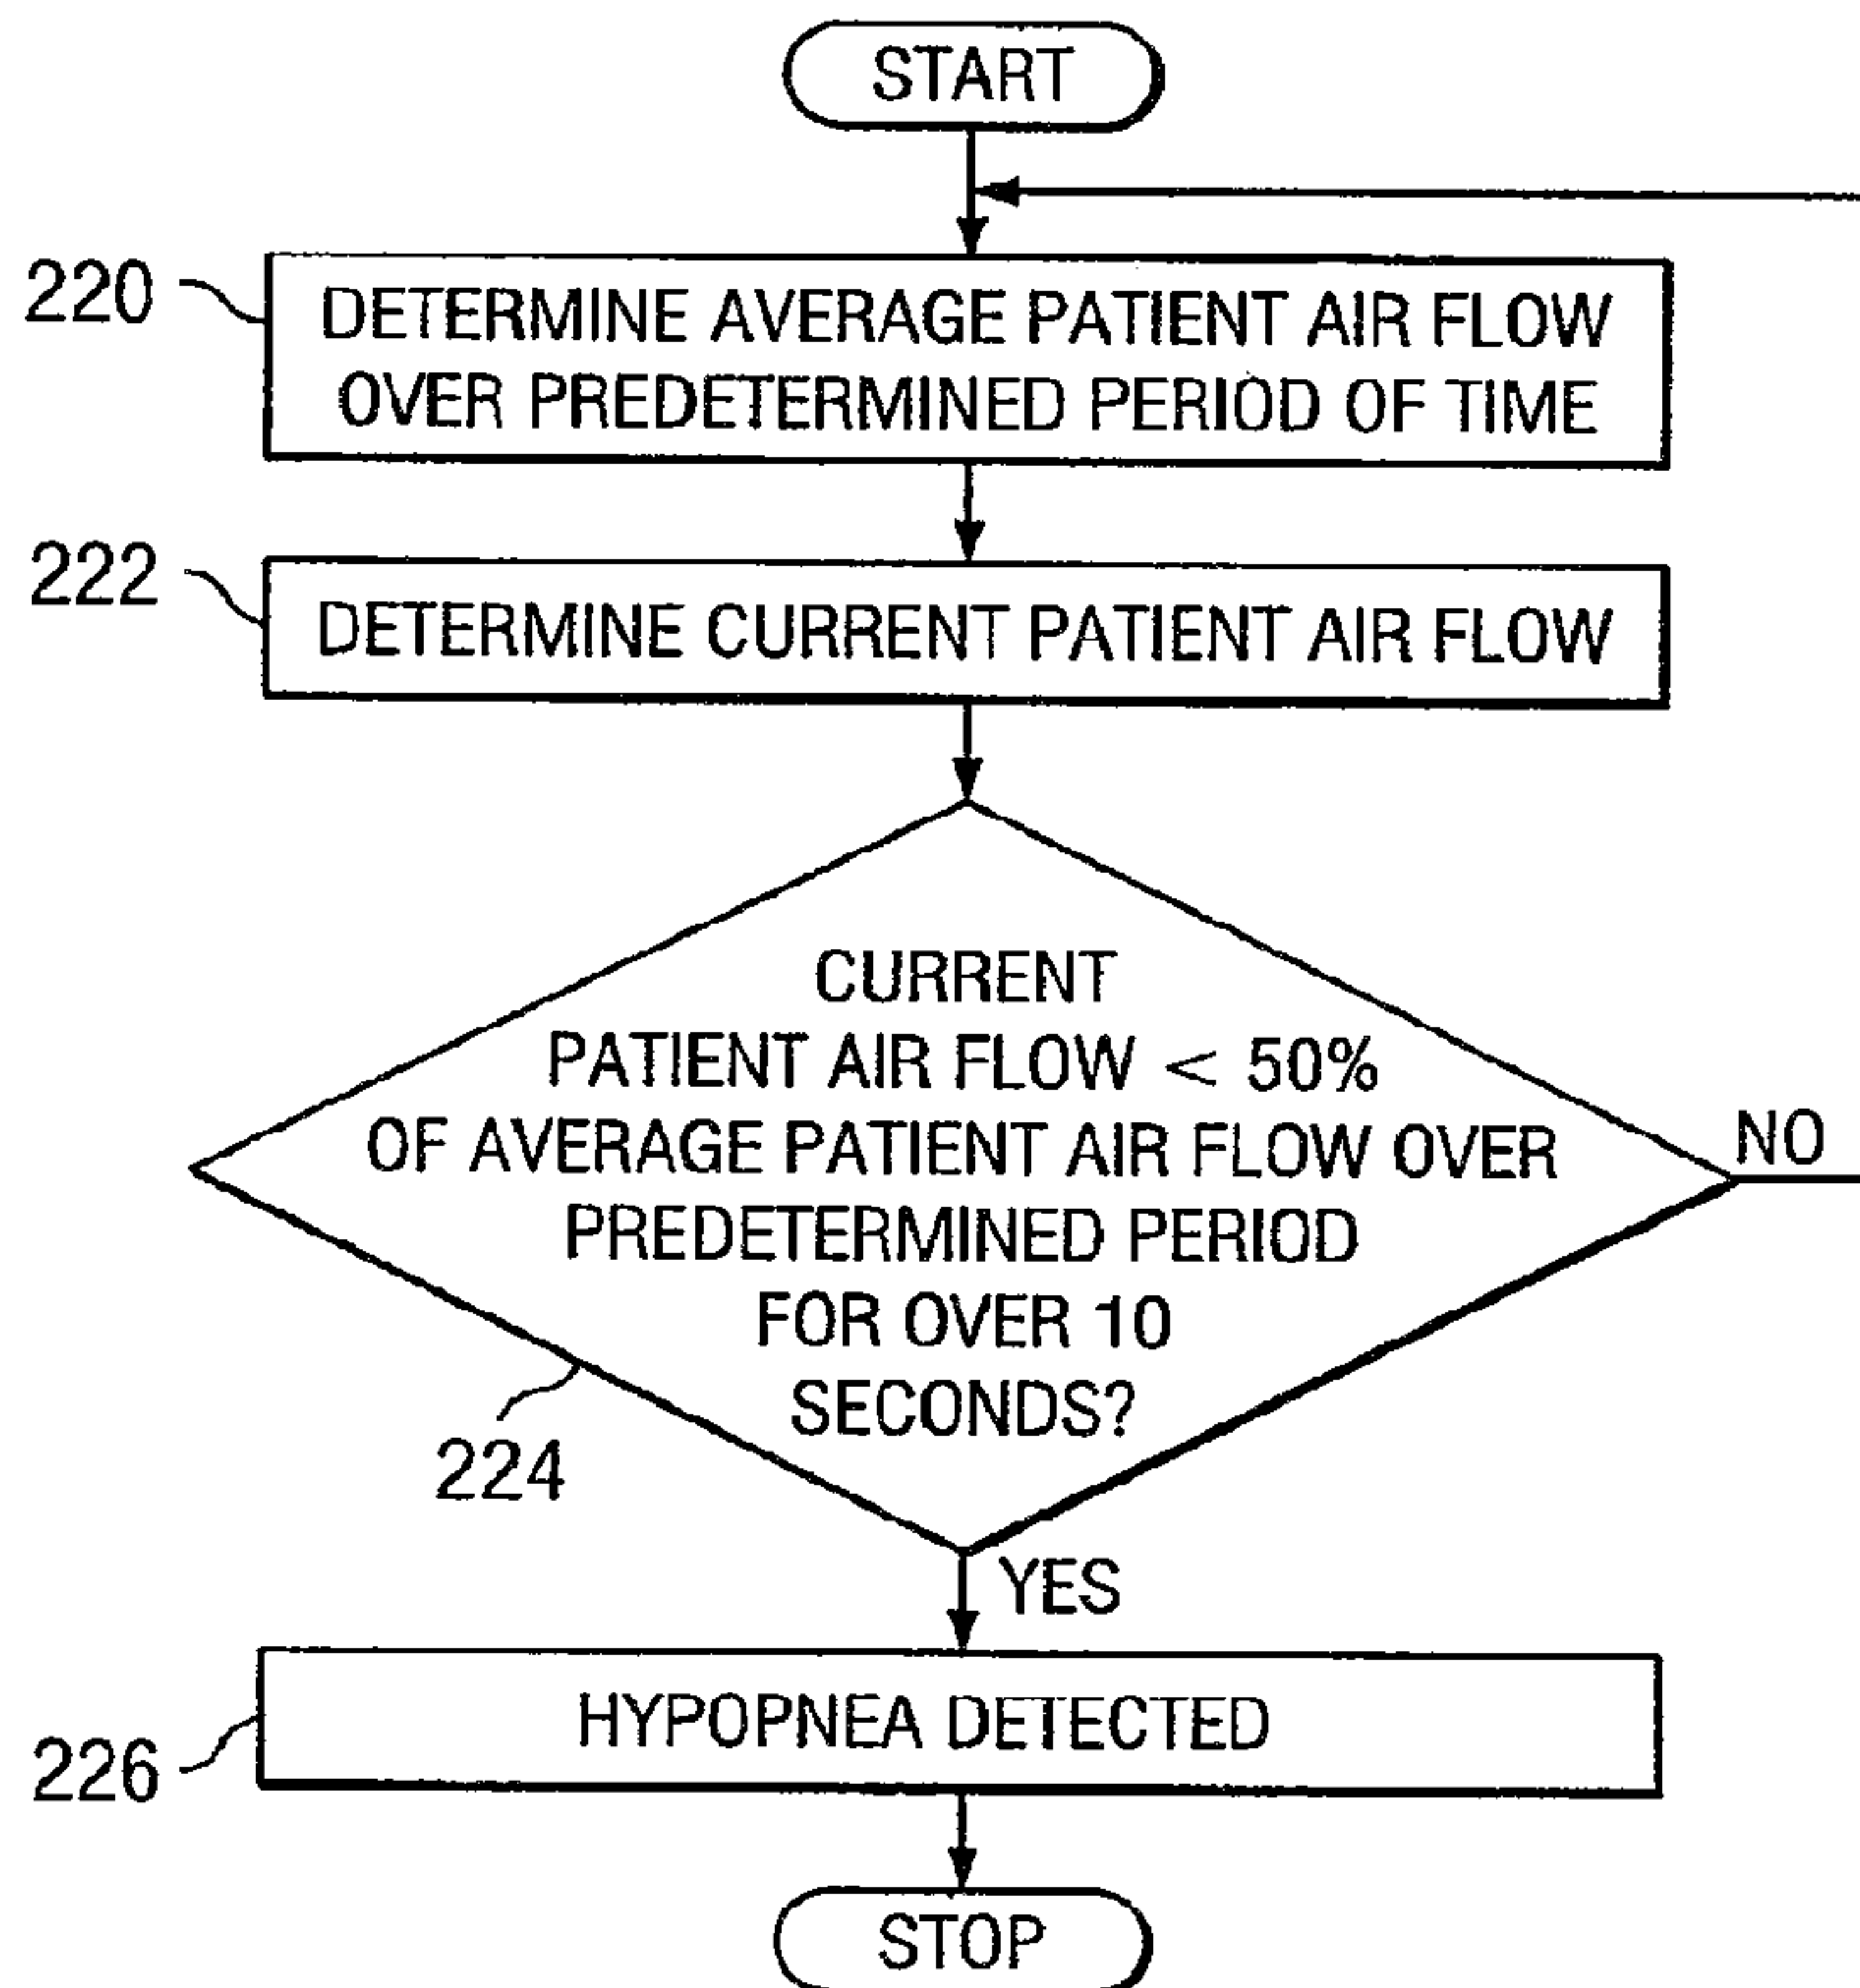 START
220
DETERMINE AVERAGE PATIENT AIR FLOW
OVER PREDETERMINED PERIOD OF TIME
222
DETERMINE CURRENT PATIENT AIR FLOW
CURRENT
PATIENT AIR FLOW < 50%
OF AVERAGE PATIENT AIR FLOW OVER
PREDETERMINED PERIOD
FOR OVER 10
SECONDS?
NO
224
YES
HYPOPNEA DETECTED
226
STOP